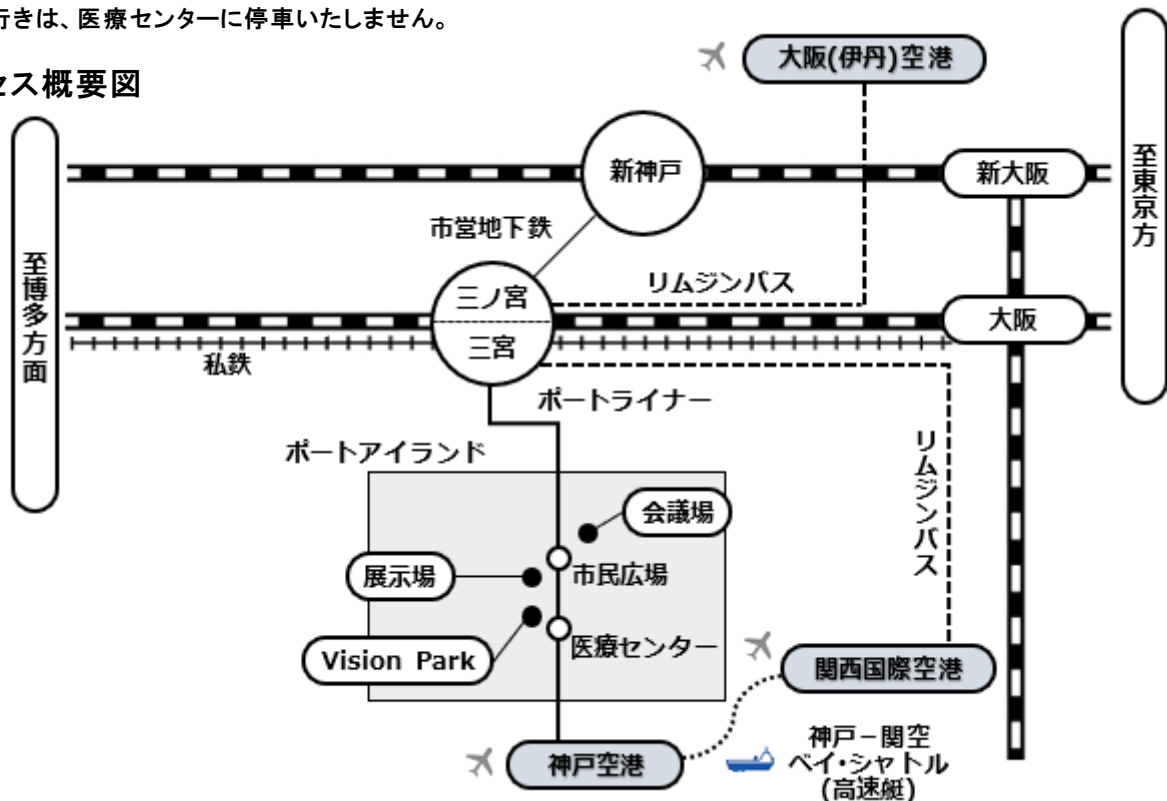 行きは、医療センターに停車いたしません。
セス概要図
大阪(伊丹)空港
至東京方
新神戸
新大阪
市営地下鉄
至博多方面
三ノ宮
リムジンバス
大阪
三宮
私鉄
ポートライナー
リムジンバス
ポートアイランド
会議場
展示場
市民広場
医療センター
Vision Park
関西国際空港
神戸空港
神戸－関空
ベイ・シャトル
(高速艇)